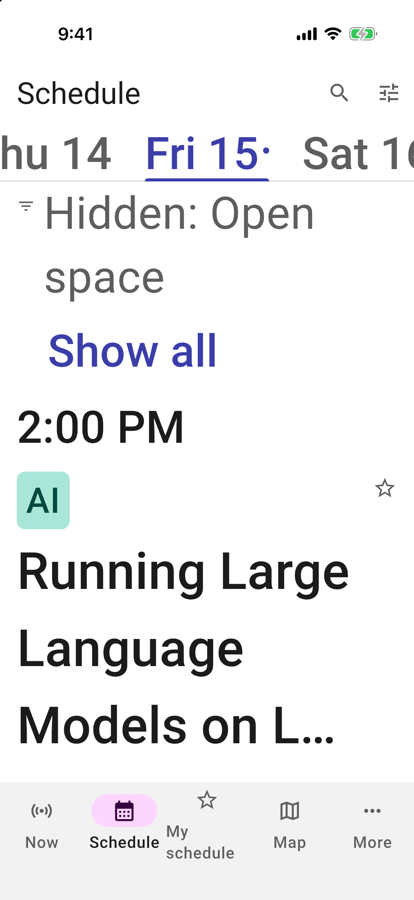 9:41
Schedule
hu 14 Fri 15· Sat 16
Hidden: Open
space
Show all
2:00 PM
AI
Running Large
Language
Models on L…
Now Schedule My schedule Map More